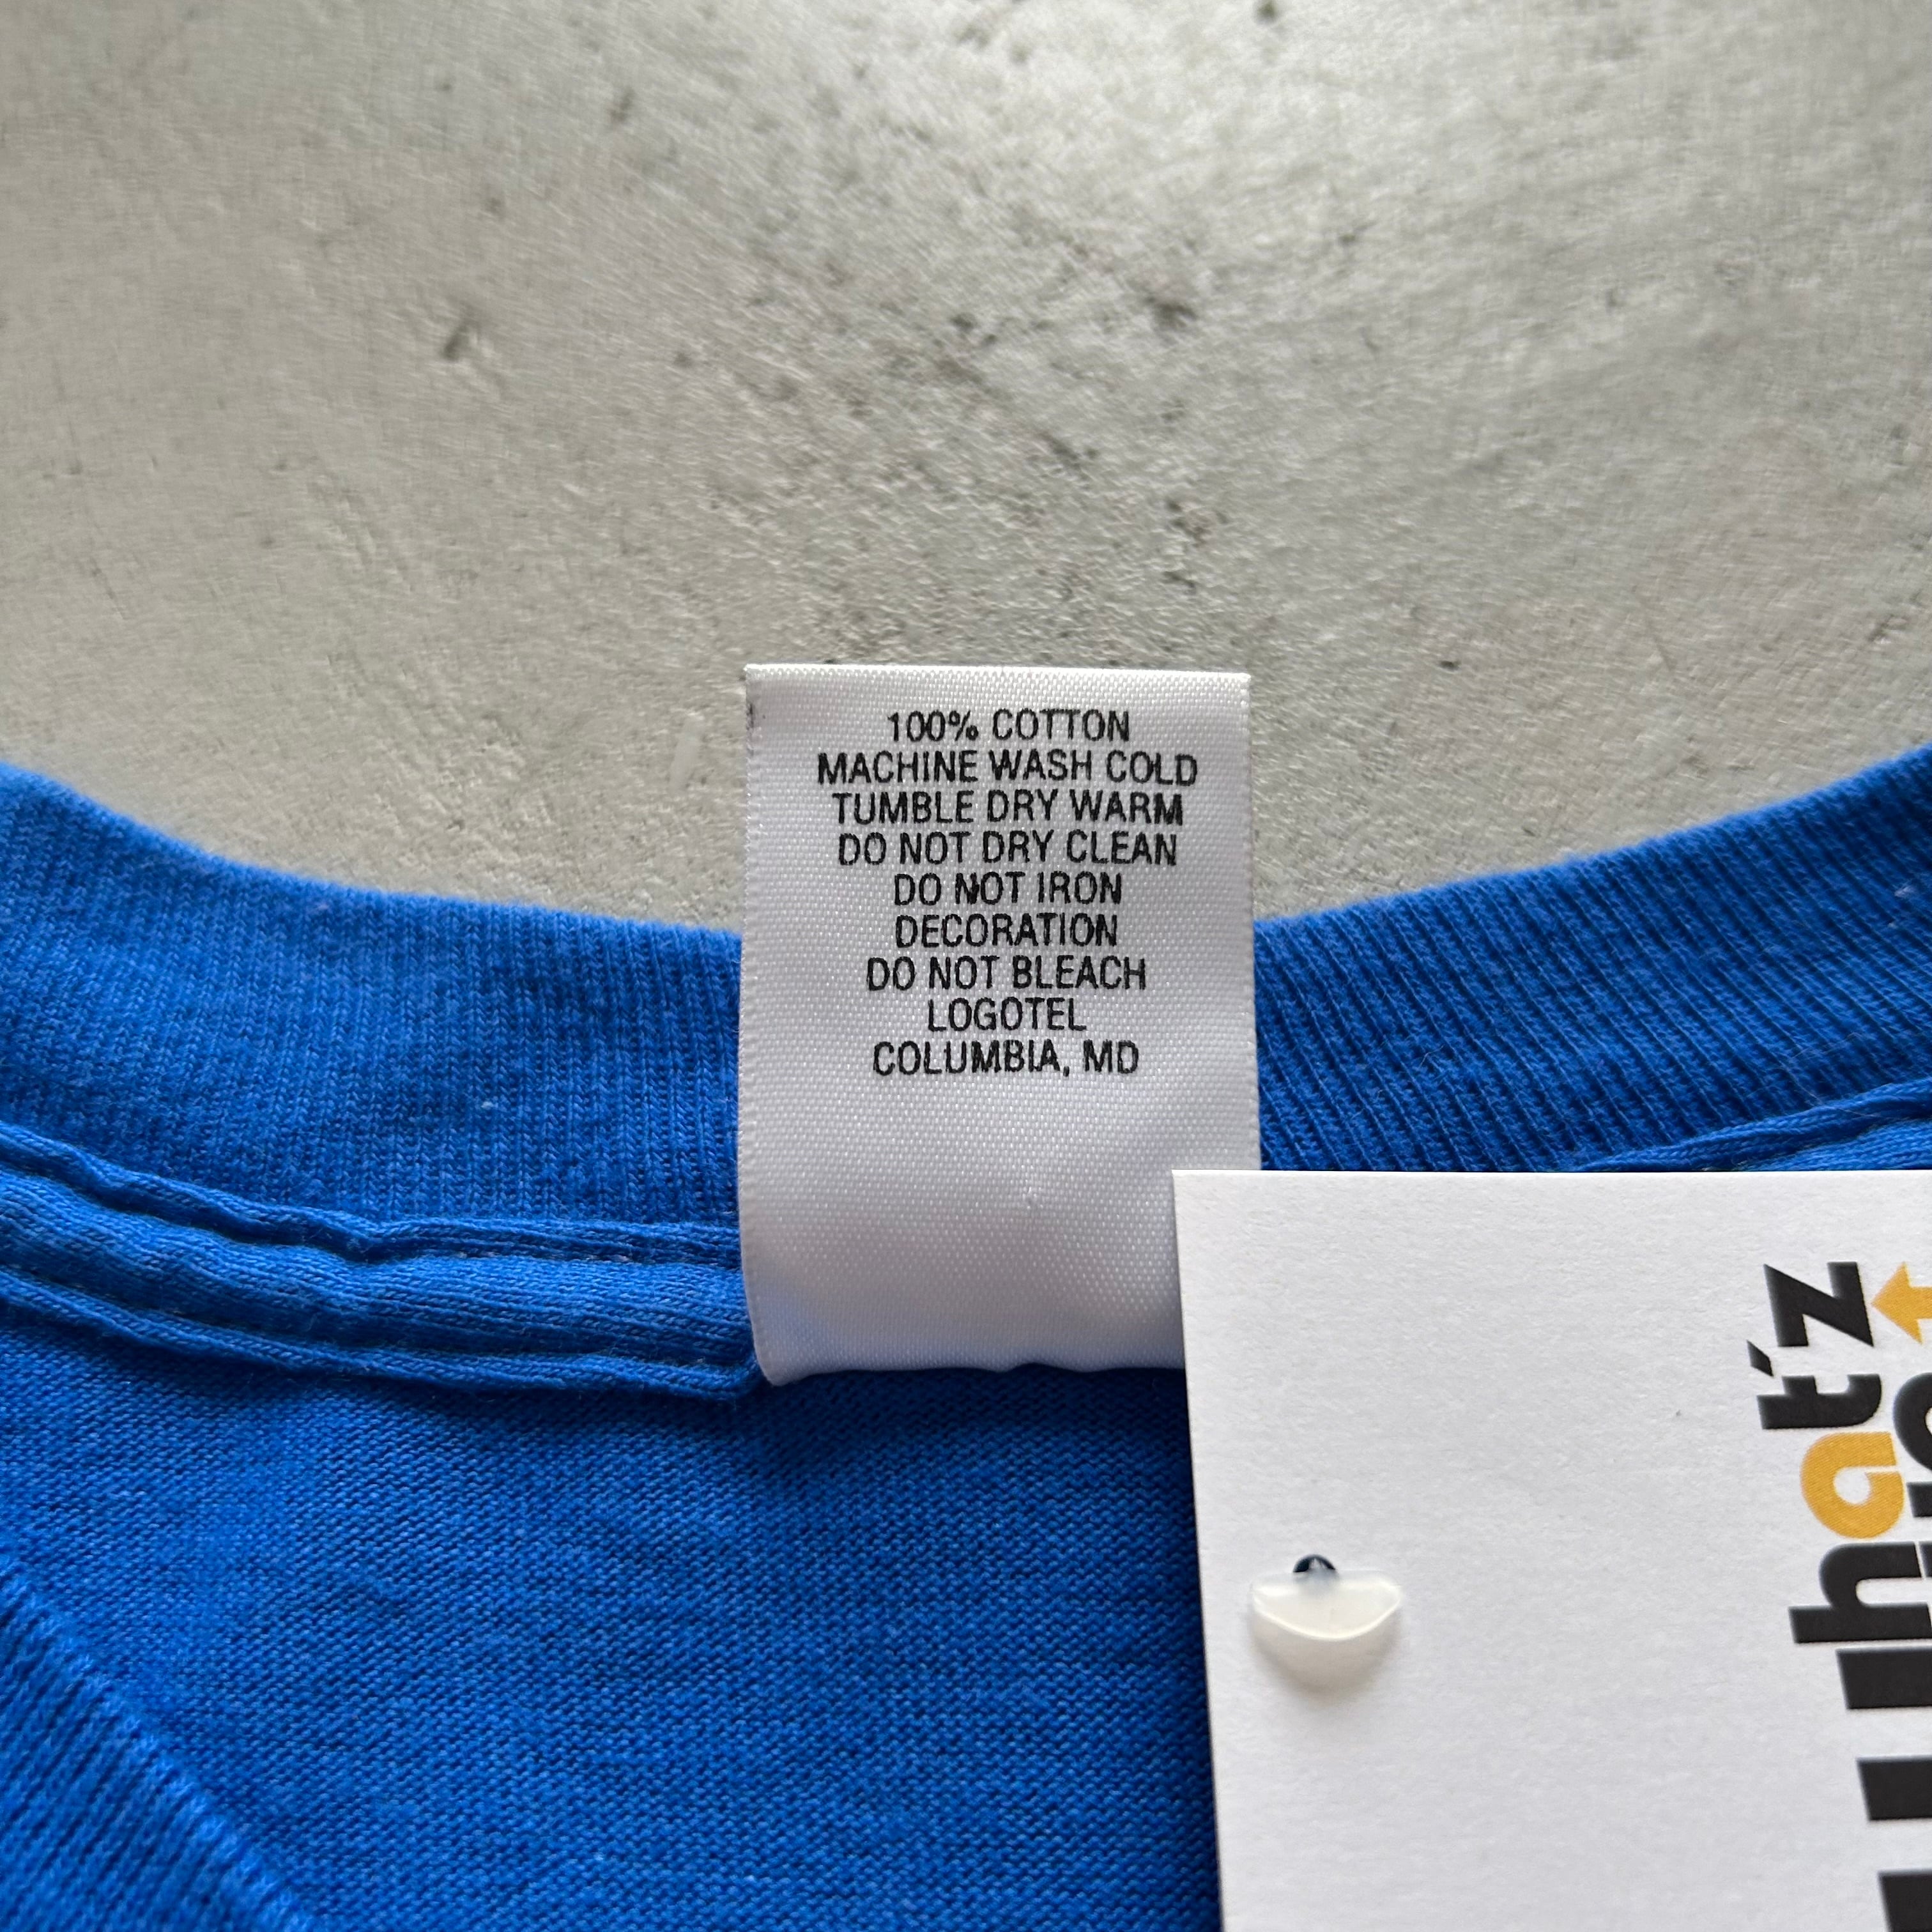 100% COTTON
MACHINE WASH COLD
TUMBLE DRY WARM
DO NOT DRY CLEAN
DO NOT IRON
DECORATION
DO NOT BLEACH
LOGOTEL
COLUMBIA, MD
hat'z